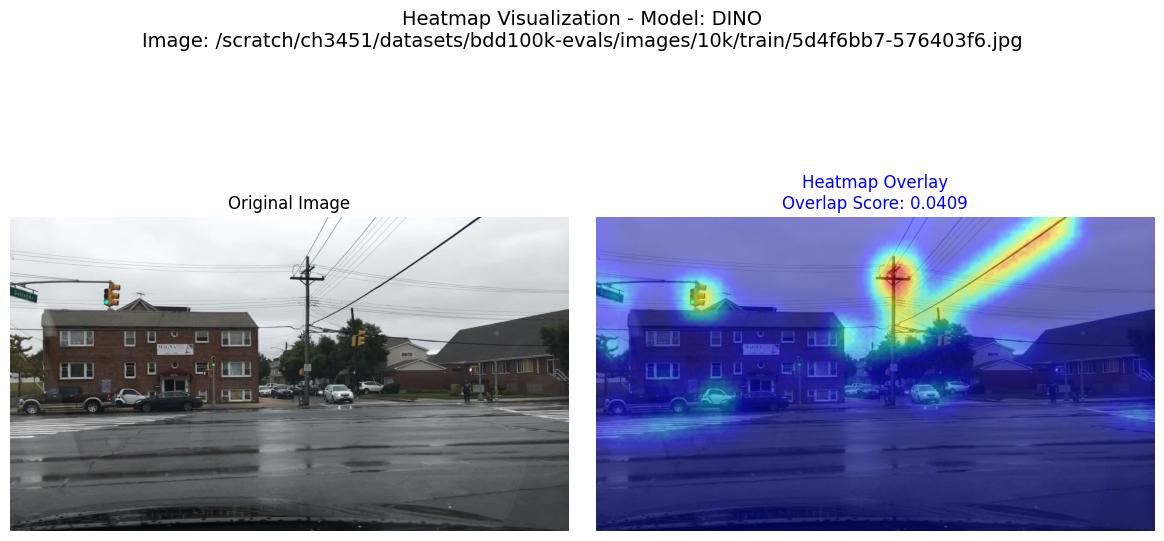 Heatmap Visualization - Model: DINO
Image: /scratch/ch3451/datasets/bdd100k-evals/images/10k/train/5d4f6bb7-576403f6.jpg
Original Image
Heatmap Overlay
Overlap Score: 0.0409